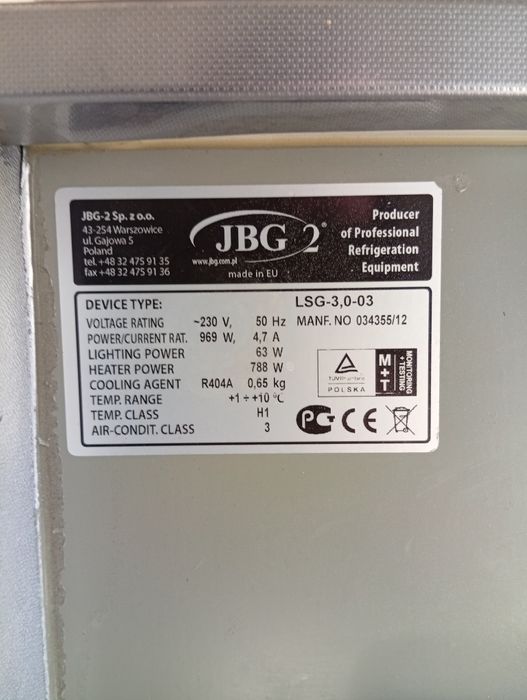 JBG-2 Sp. z o.o.
43-254 Warszowice
ul. Gajowa 5
Poland
tel. +48 32 475 91 35
fax +48 32 475 91 36
JBG 2®
www.jbg.com.pl
made in EU
Producer
of Professional
Refrigeration
Equipment
DEVICE TYPE: LSG-3,0-03
VOLTAGE RATING ~230 V, 50 Hz MANF. NO 034355/12
POWER/CURRENT RAT. 969 W, 4,7 A
LIGHTING POWER 63 W
HEATER POWER 788 W
COOLING AGENT R404A 0,65 kg
TEMP. RANGE +1 ÷ +10 °C
TEMP. CLASS H1
AIR-CONDIT. CLASS 3
POLSKA
M+T
MONITORING
+ TESTING
CE